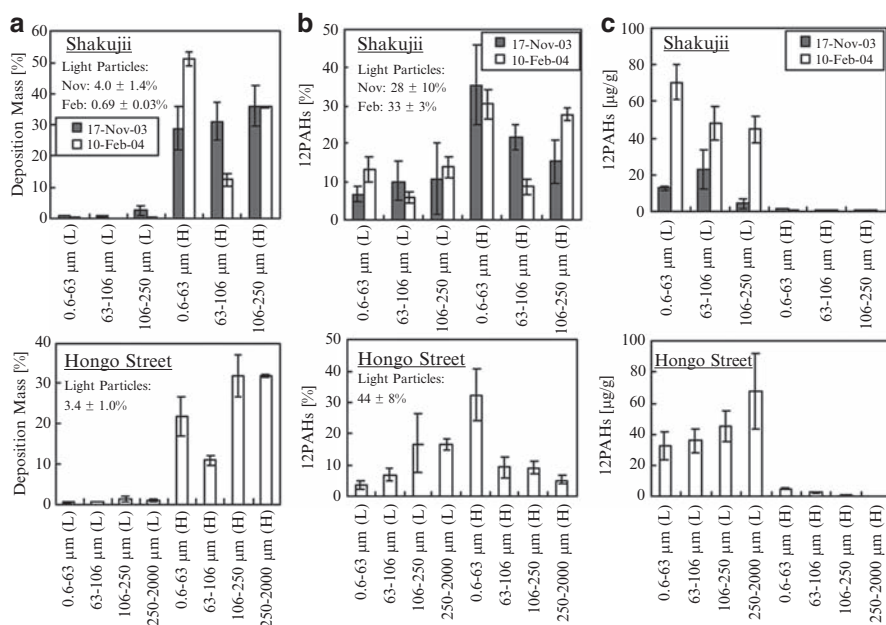 a
Deposition Mass [%]
60
50
40
30
20
10
0
Shakujii
Light Particles:
Nov: 4.0 ± 1.4%
Feb: 0.69 ± 0.03%
17-Nov-03
10-Feb-04
0.6-63 μm (L)
63-106 μm (L)
106-250 μm (L)
0.6-63 μm (H)
63-106 μm (H)
106-250 μm (H)
b
12PAHs [%]
50
40
30
20
10
0
Shakujii
Light Particles:
Nov: 28 ± 10%
Feb: 33 ± 3%
17-Nov-03
10-Feb-04
0.6-63 μm (L)
63-106 μm (L)
106-250 μm (L)
0.6-63 μm (H)
63-106 μm (H)
106-250 μm (H)
c
12PAHs [μg/g]
100
80
60
40
20
0
Shakujii
17-Nov-03
10-Feb-04
0.6-63 μm (L)
63-106 μm (L)
106-250 μm (L)
0.6-63 μm (H)
63-106 μm (H)
106-250 μm (H)
Deposition Mass [%]
40
30
20
10
0
Hongo Street
Light Particles:
3.4 ± 1.0%
0.6-63 μm (L)
63-106 μm (L)
106-250 μm (L)
250-2000 μm (L)
0.6-63 μm (H)
63-106 μm (H)
106-250 μm (H)
250-2000 μm (H)
12PAHs [%]
50
40
30
20
10
0
Hongo Street
Light Particles:
44 ± 8%
0.6-63 μm (L)
63-106 μm (L)
106-250 μm (L)
250-2000 μm (L)
0.6-63 μm (H)
63-106 μm (H)
106-250 μm (H)
250-2000 μm (H)
12PAHs [μg/g]
100
80
60
40
20
0
Hongo Street
0.6-63 μm (L)
63-106 μm (L)
106-250 μm (L)
250-2000 μm (L)
0.6-63 μm (H)
63-106 μm (H)
106-250 μm (H)
250-2000 μm (H)